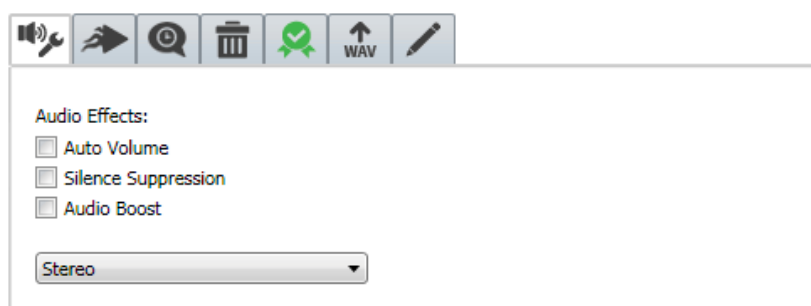 WAV
Audio Effects:
Auto Volume
Silence Suppression
Audio Boost
Stereo